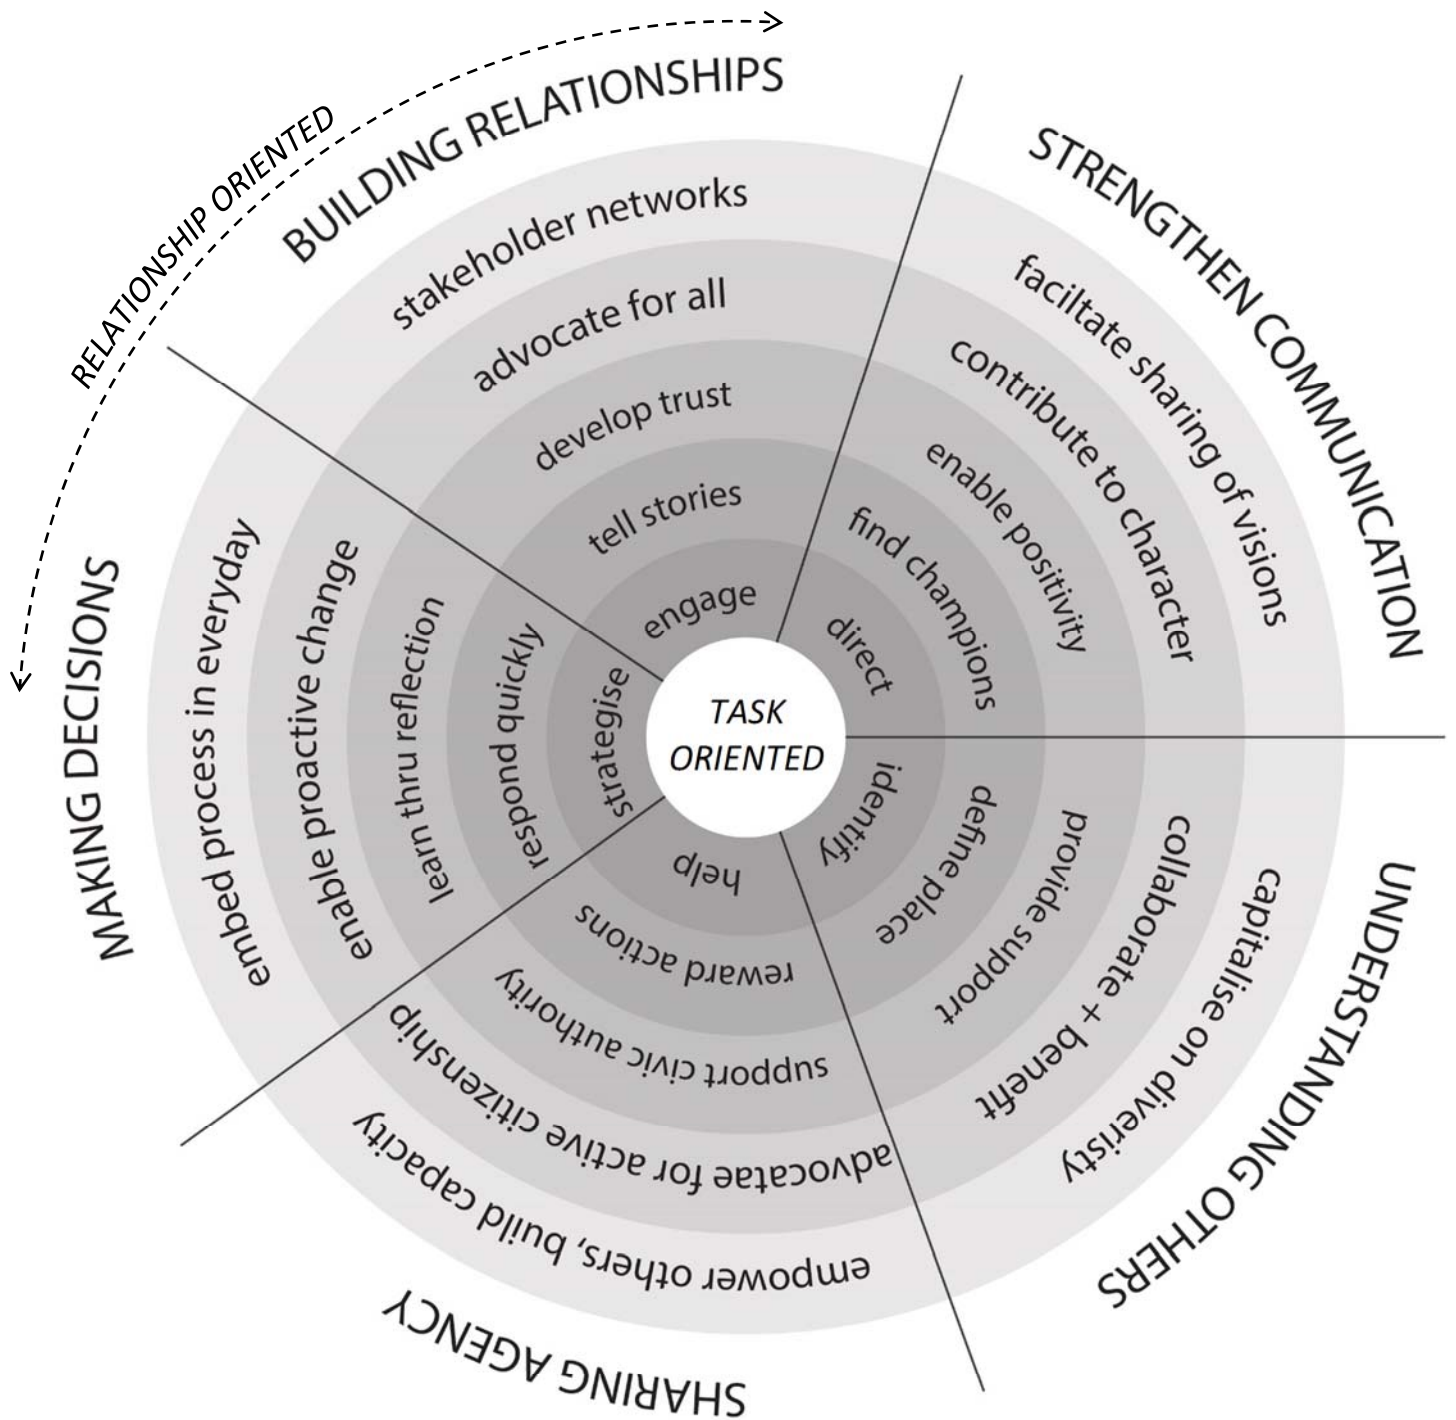 RELATIONSHIP ORIENTED
BUILDING RELATIONSHIPS
stakeholder networks
advocate for all
develop trust
tell stories
engage
STRENGTHEN COMMUNICATION
faciltate sharing of visions
contribute to character
enable positivity
find champions
direct
UNDERSTANDING OTHERS
capitalise on diveristy
collaborate + benefit
provide support
define place
identify
SHARING AGENCY
empower others, build capacity
advocatae for active citizenship
support civic authority
reward actions
help
MAKING DECISIONS
embed process in everyday
enable proactive change
learn thru reflection
respond quickly
strategise
TASK
ORIENTED